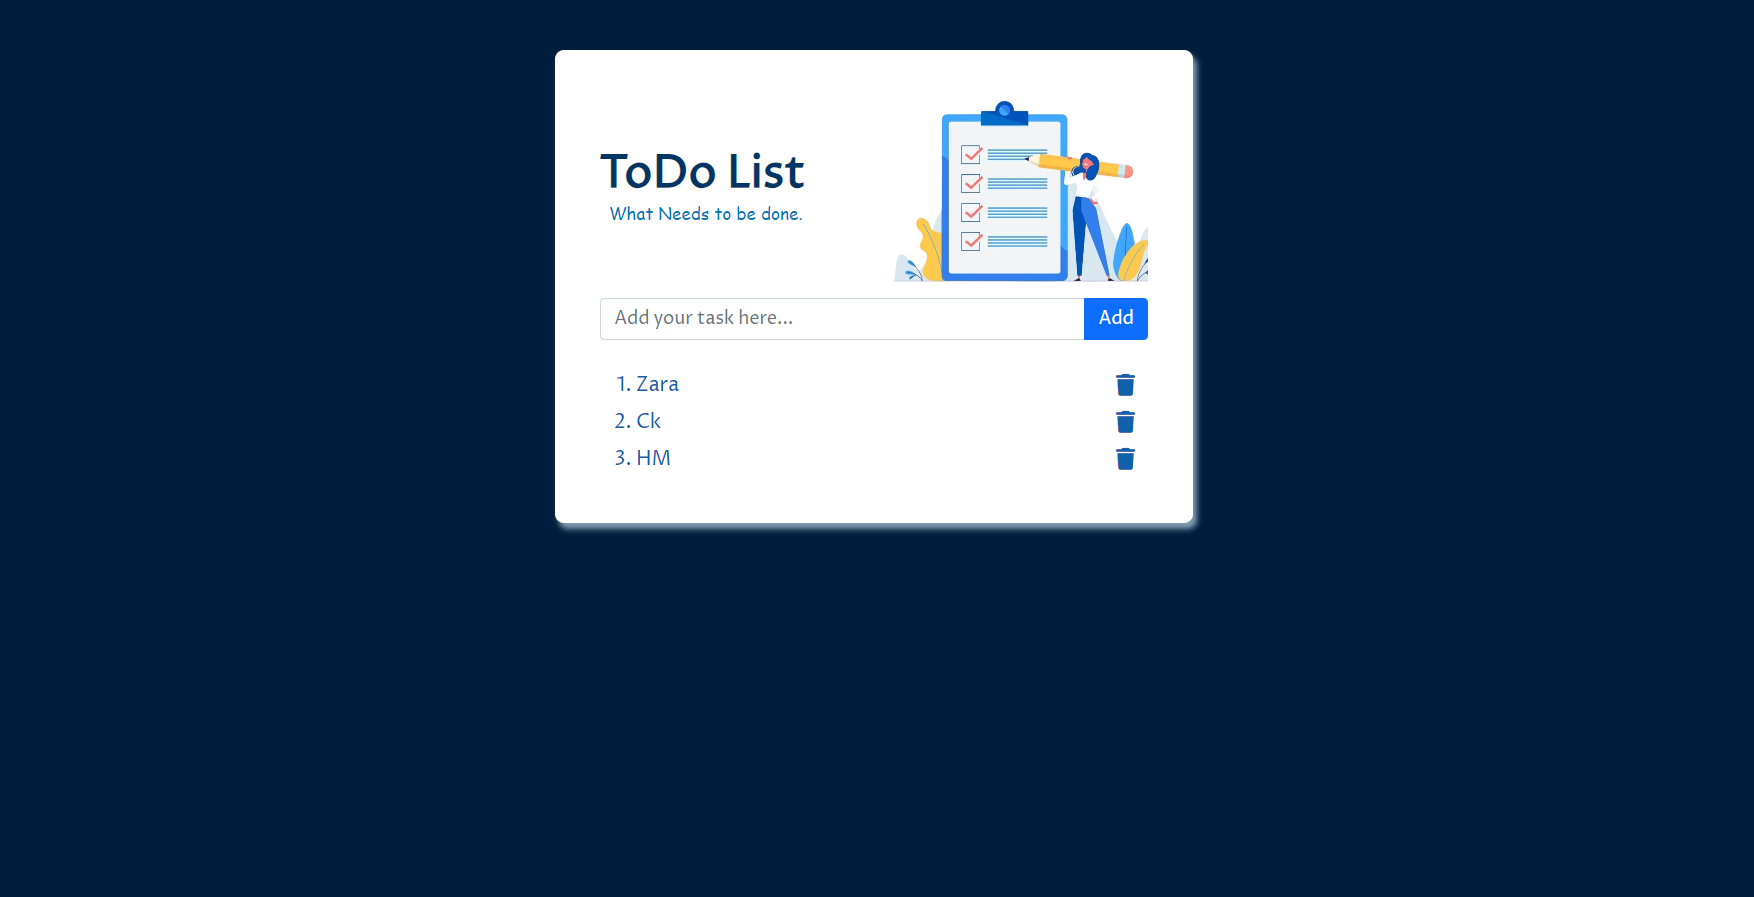 ToDo List
What Needs to be done.
Add your task here...
Add
1. Zara
2. Ck
3. HM